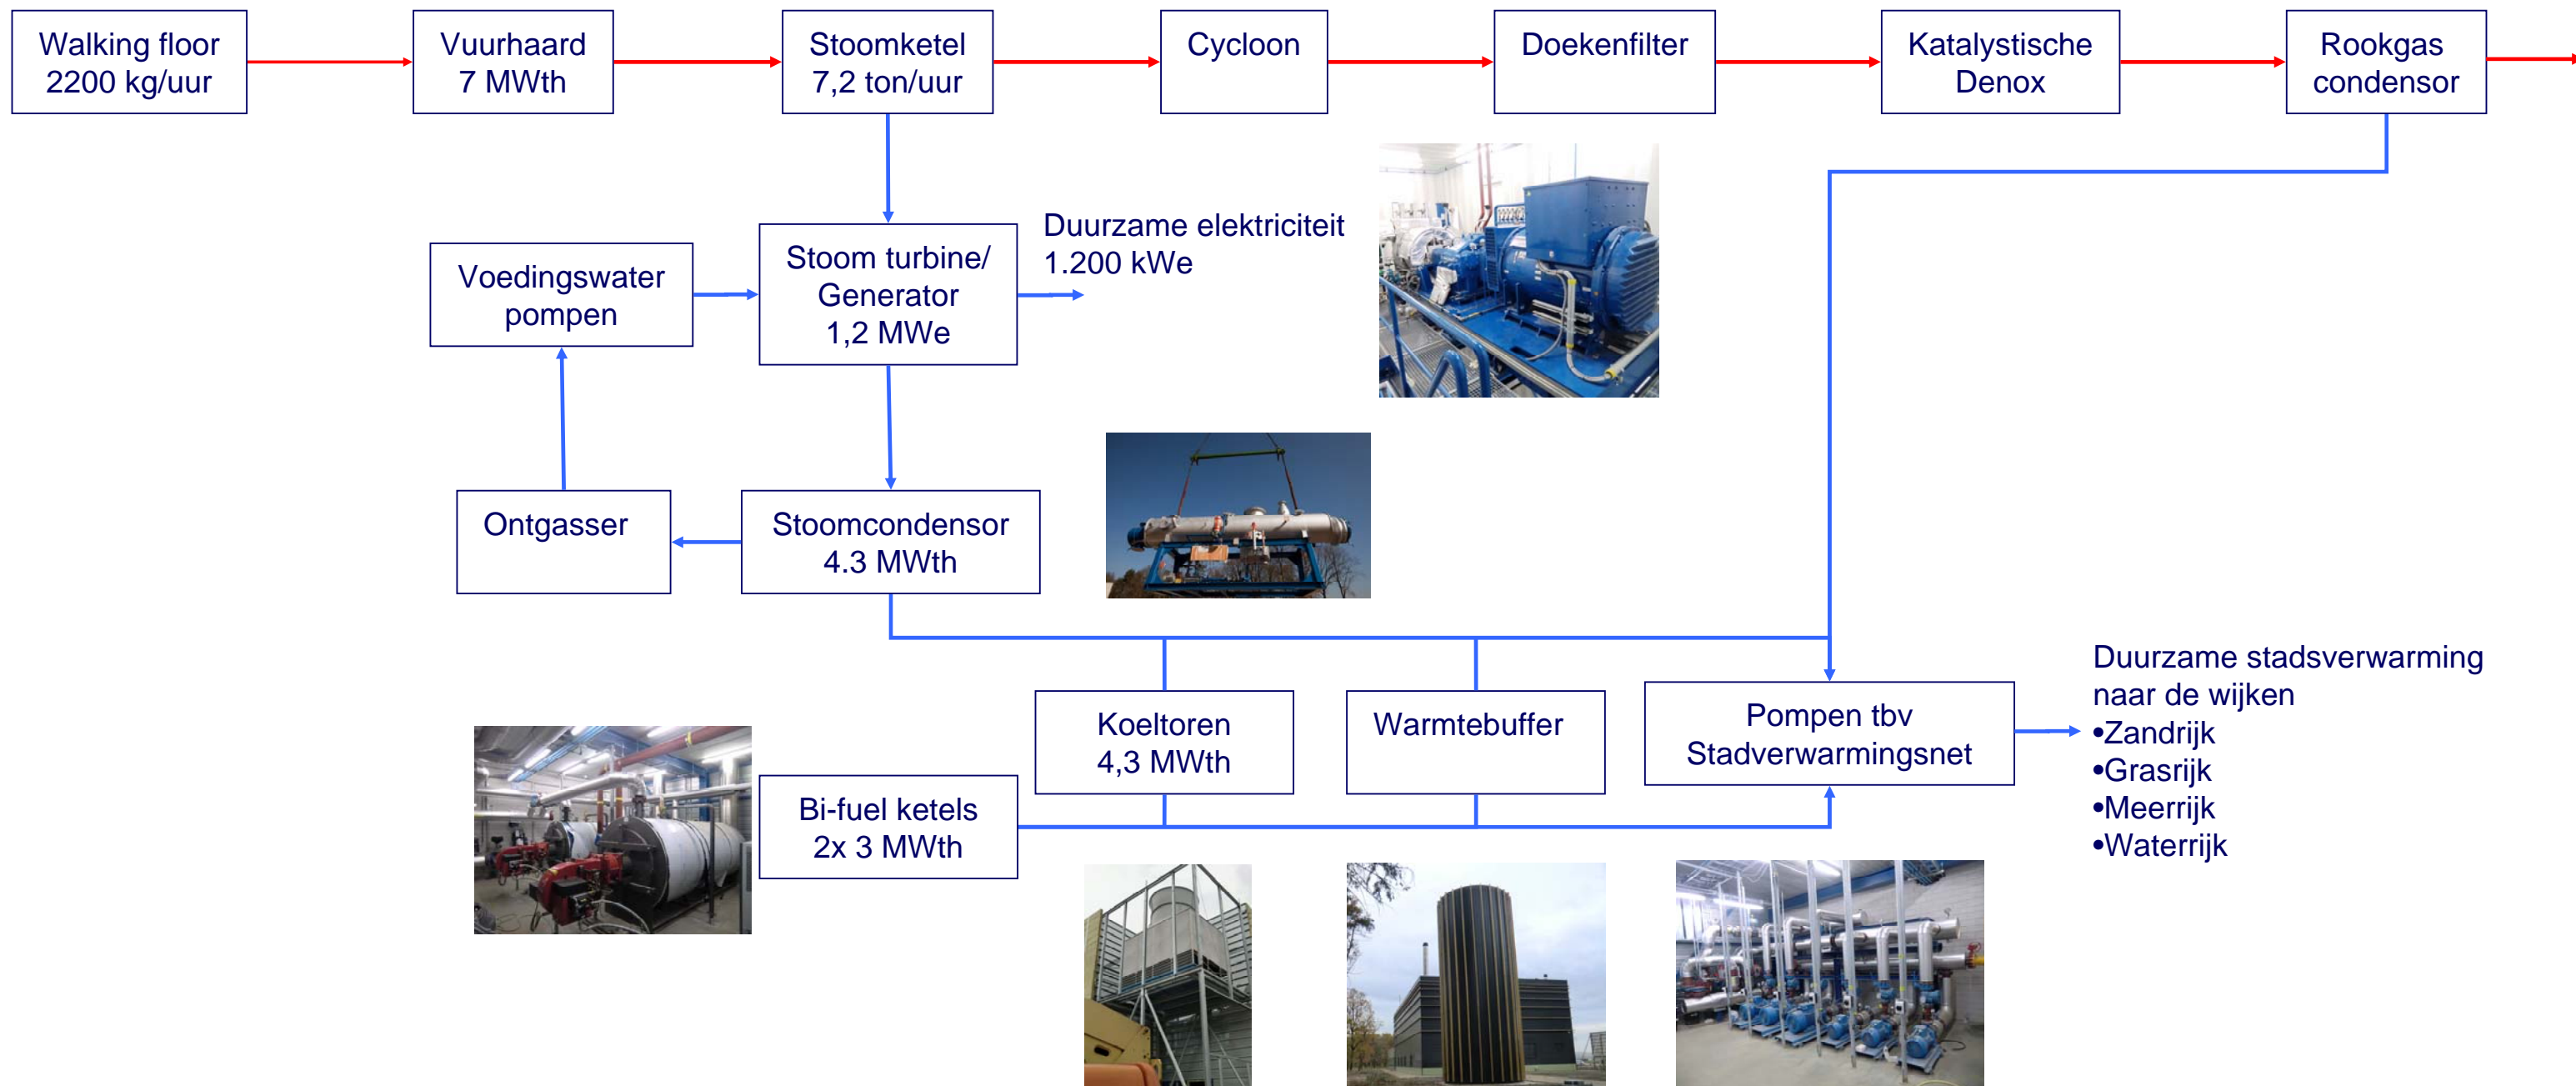 Walking floor
2200 kg/uur
Vuurhaard
7 MWth
Stoomketel
7,2 ton/uur
Cycloon
Doekenfilter
Katalystische
Denox
Rookgas
condensor
Voedingswater
pompen
Stoom turbine/
Generator
1,2 MWe
Duurzame elektriciteit
1.200 kWe
Ontgasser
Stoomcondensor
4.3 MWth
Koeltoren
4,3 MWth
Warmtebuffer
Pompen tbv
Stadverwarmingsnet
Duurzame stadsverwarming
naar de wijken
•Zandrijk
•Grasrijk
•Meerrijk
•Waterrijk
Bi-fuel ketels
2x 3 MWth